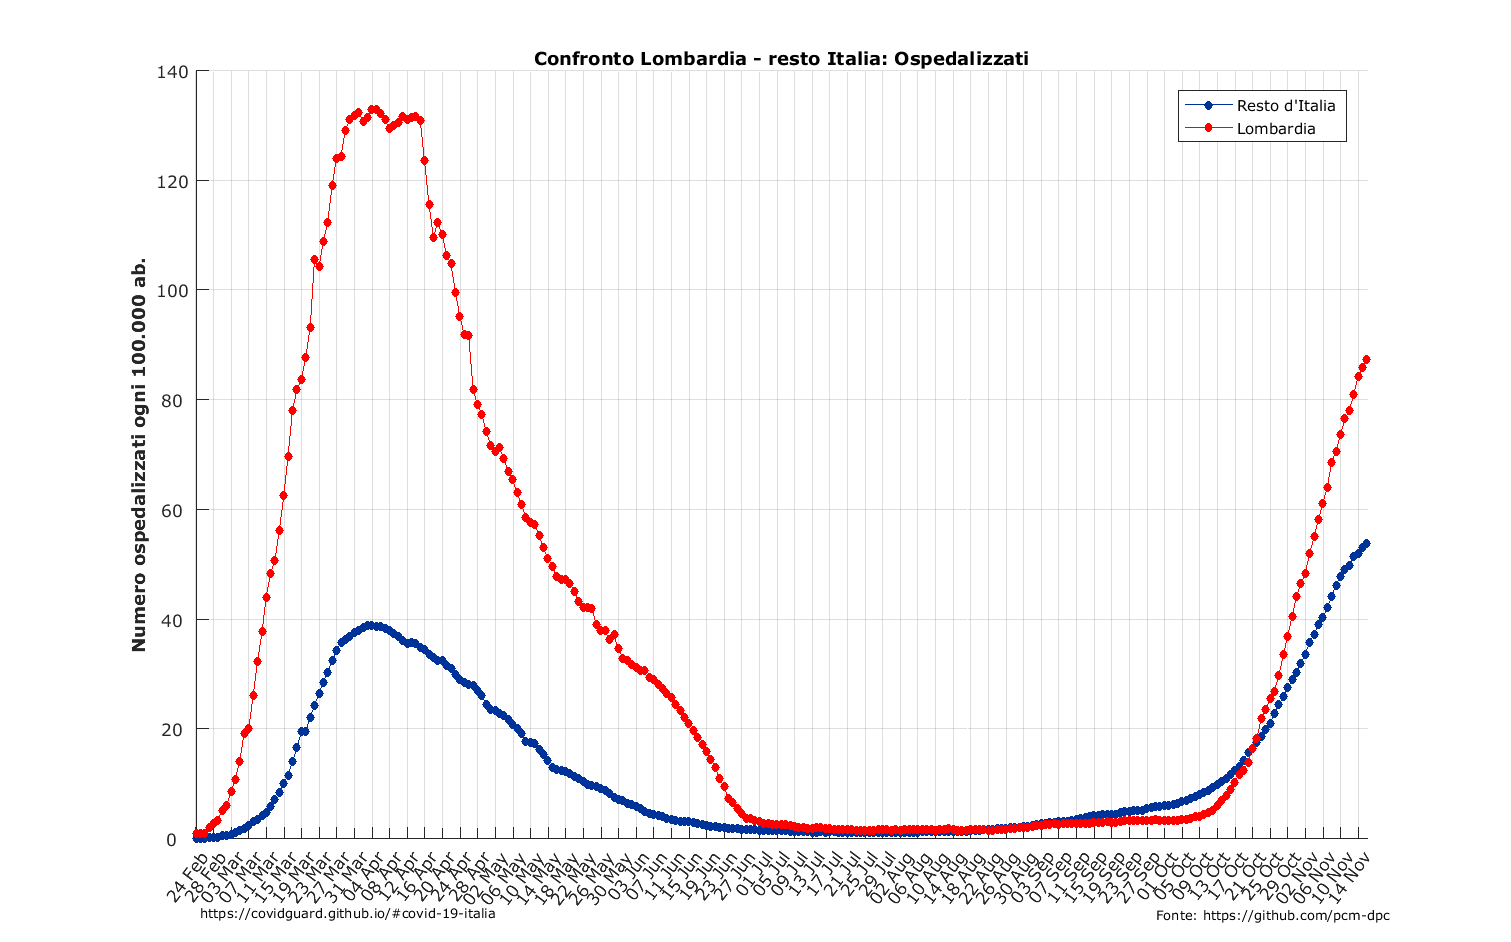 Confronto Lombardia - resto Italia: Ospedalizzati
Resto d'Italia
Lombardia
Numero ospedalizzati ogni 100.000 ab.
140
120
100
80
60
40
20
0
24 Feb
28 Feb
03 Mar
07 Mar
11 Mar
15 Mar
19 Mar
23 Mar
27 Mar
31 Mar
04 Apr
08 Apr
12 Apr
16 Apr
20 Apr
24 Apr
28 Apr
02 May
06 May
10 May
14 May
18 May
22 May
26 May
30 May
03 Jun
07 Jun
11 Jun
15 Jun
19 Jun
23 Jun
27 Jun
01 Jul
05 Jul
09 Jul
13 Jul
17 Jul
21 Jul
25 Jul
29 Jul
02 Aug
06 Aug
10 Aug
14 Aug
18 Aug
22 Aug
26 Aug
30 Aug
03 Sep
07 Sep
11 Sep
15 Sep
19 Sep
23 Sep
27 Sep
01 Oct
05 Oct
09 Oct
13 Oct
17 Oct
21 Oct
25 Oct
29 Oct
02 Nov
06 Nov
10 Nov
14 Nov
https://covidguard.github.io/#covid-19-italia
Fonte: https://github.com/pcm-dpc